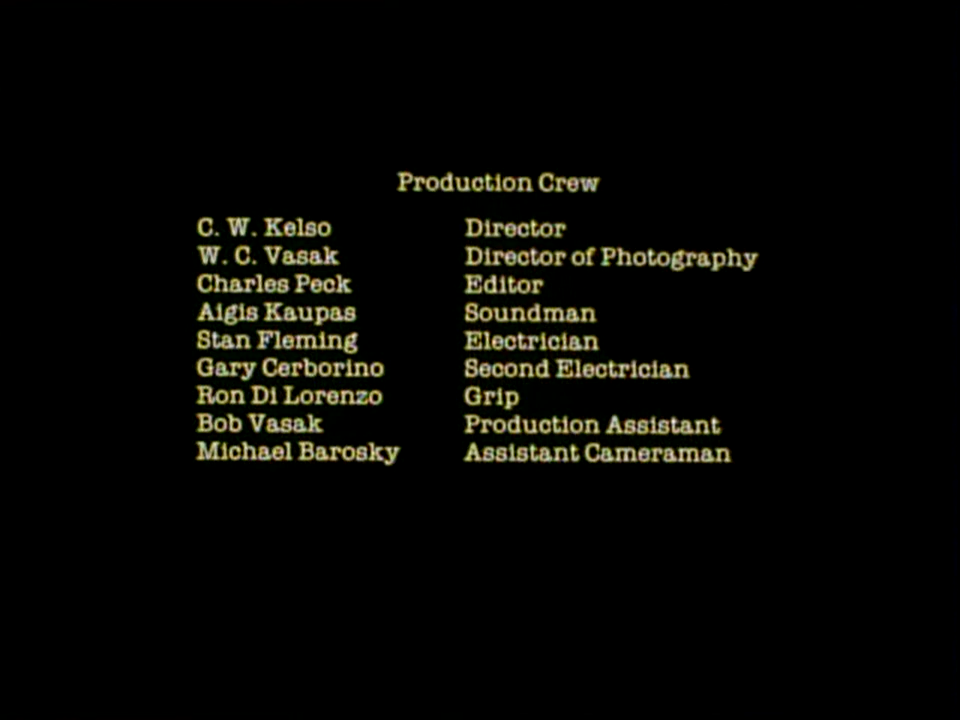 Production Crew
C. W. Kelso Director
W. C. Vasak Director of Photography
Charles Peck Editor
Aigis Kaupas Soundman
Stan Fleming Electrician
Gary Cerborino Second Electrician
Ron Di Lorenzo Grip
Bob Vasak Production Assistant
Michael Barosky Assistant Cameraman